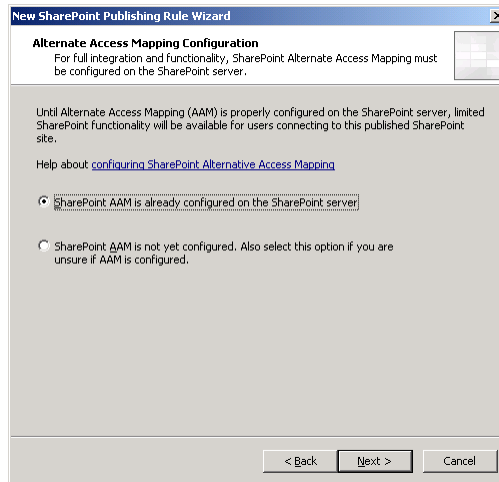 New SharePoint Publishing Rule Wizard
Alternate Access Mapping Configuration
For full integration and functionality, SharePoint Alternate Access Mapping must
be configured on the SharePoint server.
Until Alternate Access Mapping (AAM) is properly configured on the SharePoint server, limited
SharePoint functionality will be available for users connecting to this published SharePoint
site.
Help about configuring SharePoint Alternative Access Mapping
SharePoint AAM is already configured on the SharePoint server
SharePoint AAM is not yet configured. Also select this option if you are
unsure if AAM is configured.
< Back Next > Cancel